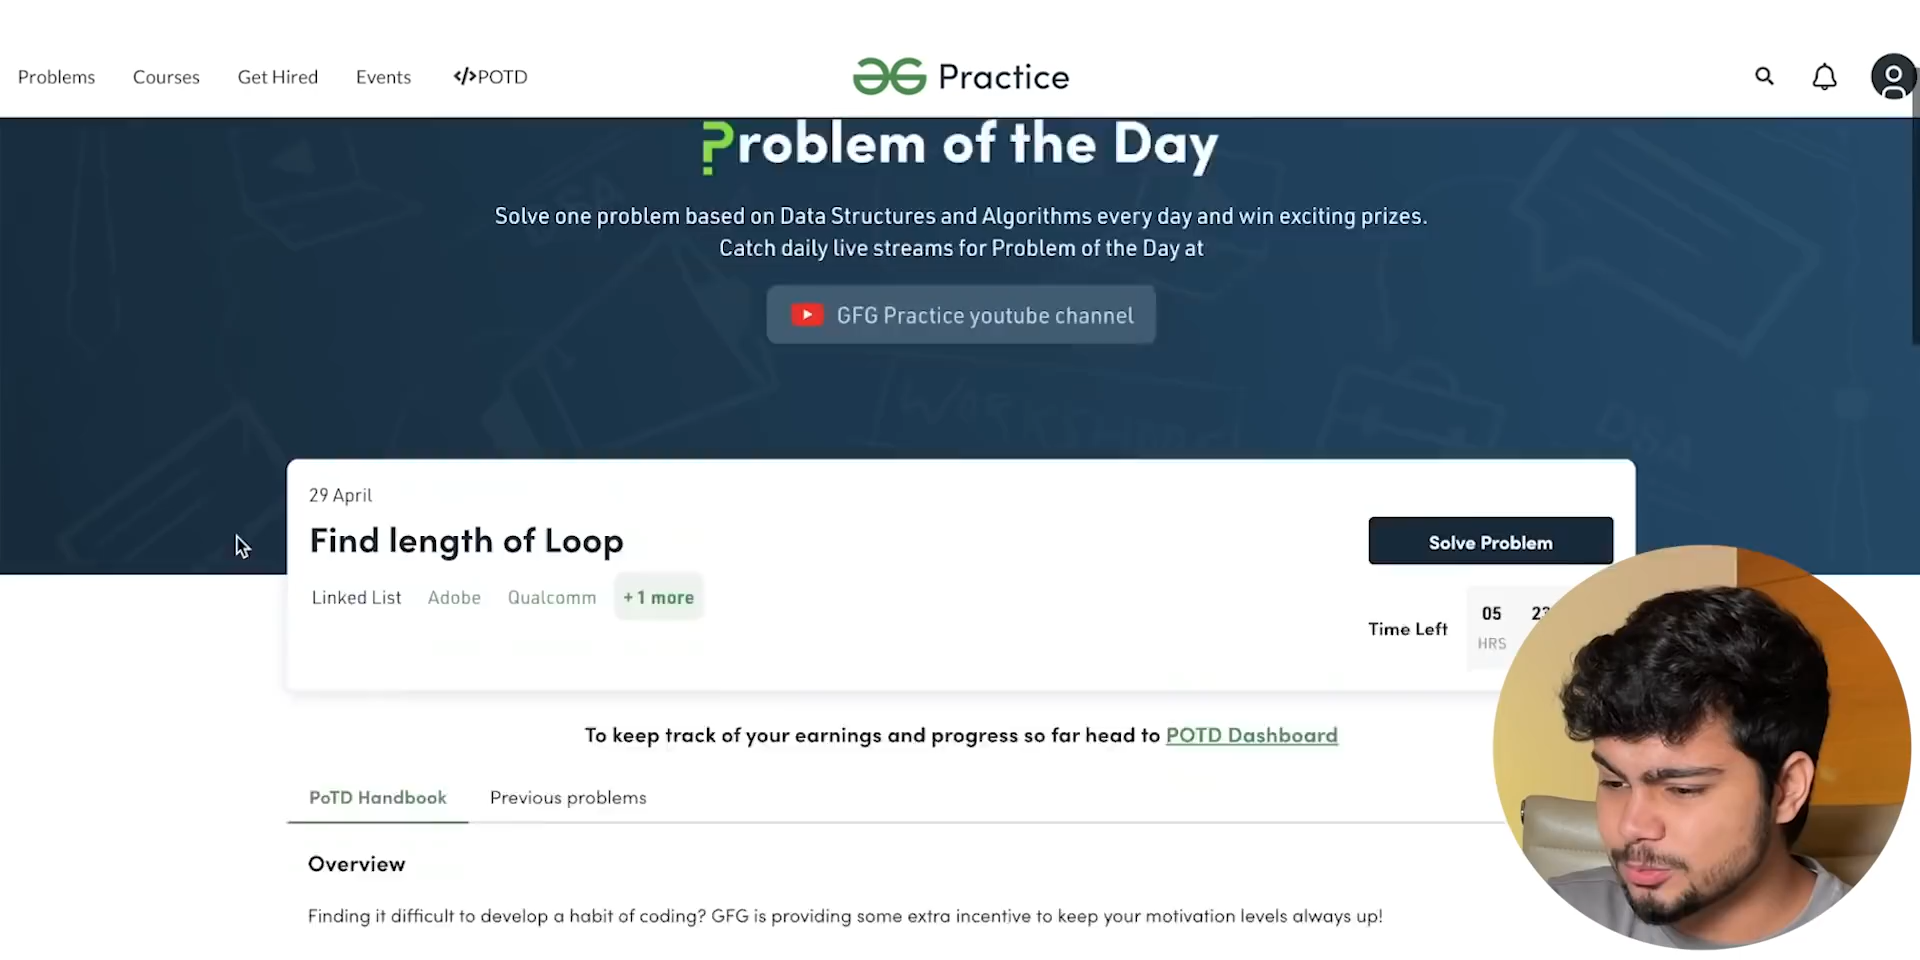 Problems Courses Get Hired Events </>POTD Practice
Problem of the Day
Solve one problem based on Data Structures and Algorithms every day and win exciting prizes.
Catch daily live streams for Problem of the Day at
GFG Practice youtube channel
29 April
Find length of Loop
Solve Problem
Linked List Adobe Qualcomm + 1 more
Time Left 05
HRS
To keep track of your earnings and progress so far head to POTD Dashboard
PoTD Handbook Previous problems
Overview
Finding it difficult to develop a habit of coding? GFG is providing some extra incentive to keep your motivation levels always up!
WORKSHOP
DSA